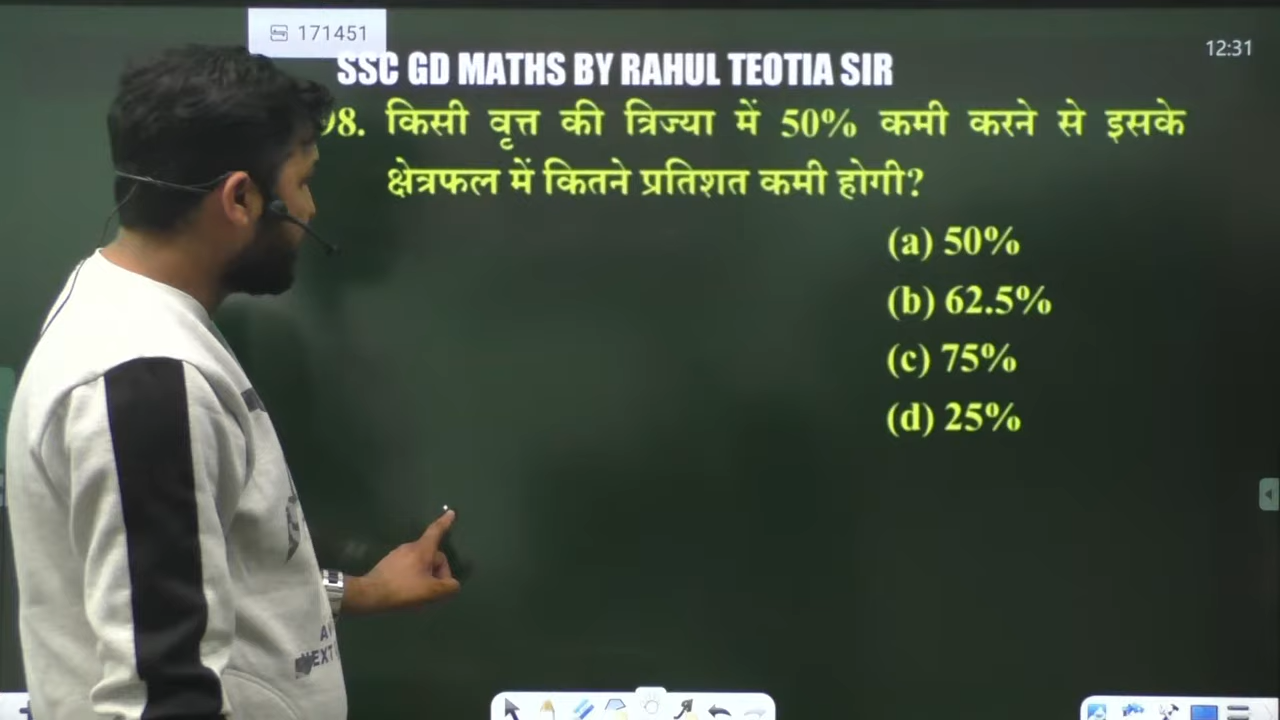 171451
12:31
SSC GD MATHS BY RAHUL TEOTIA SIR
98. किसी वृत्त की त्रिज्या में 50% कमी करने से इसके
क्षेत्रफल में कितने प्रतिशत कमी होगी?
(a) 50%
(b) 62.5%
(c) 75%
(d) 25%